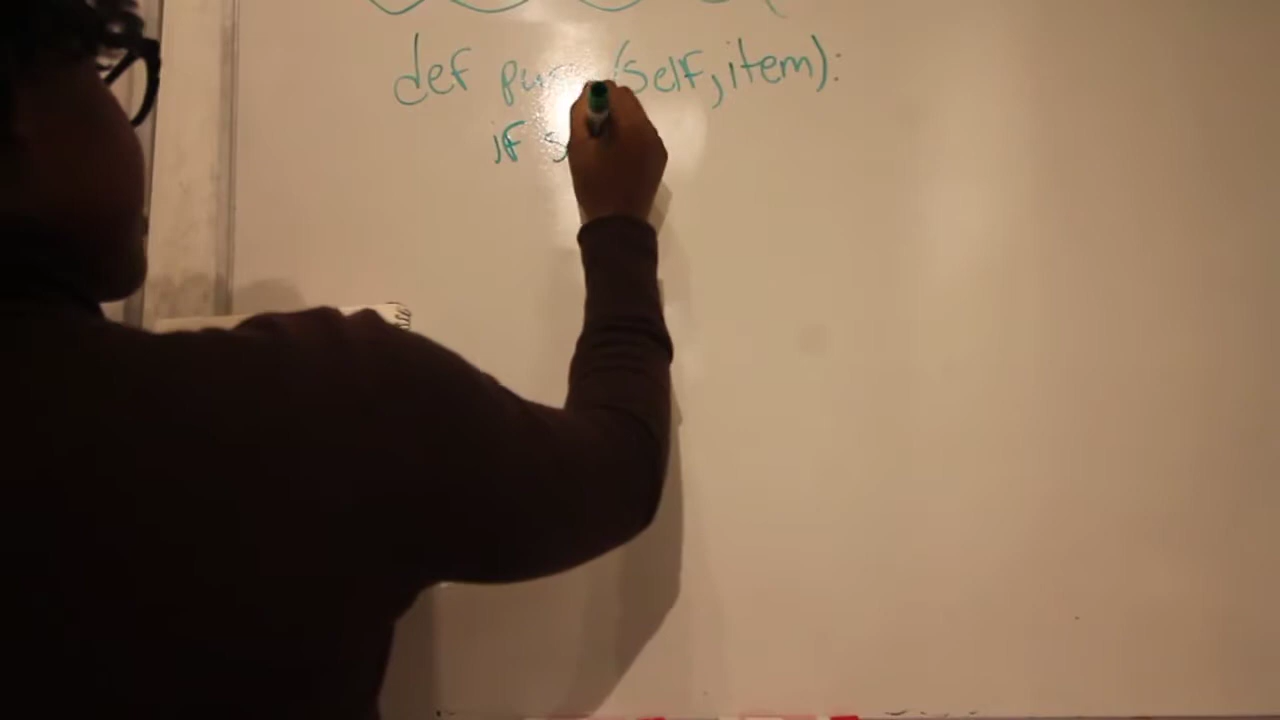 def (self, item):
if